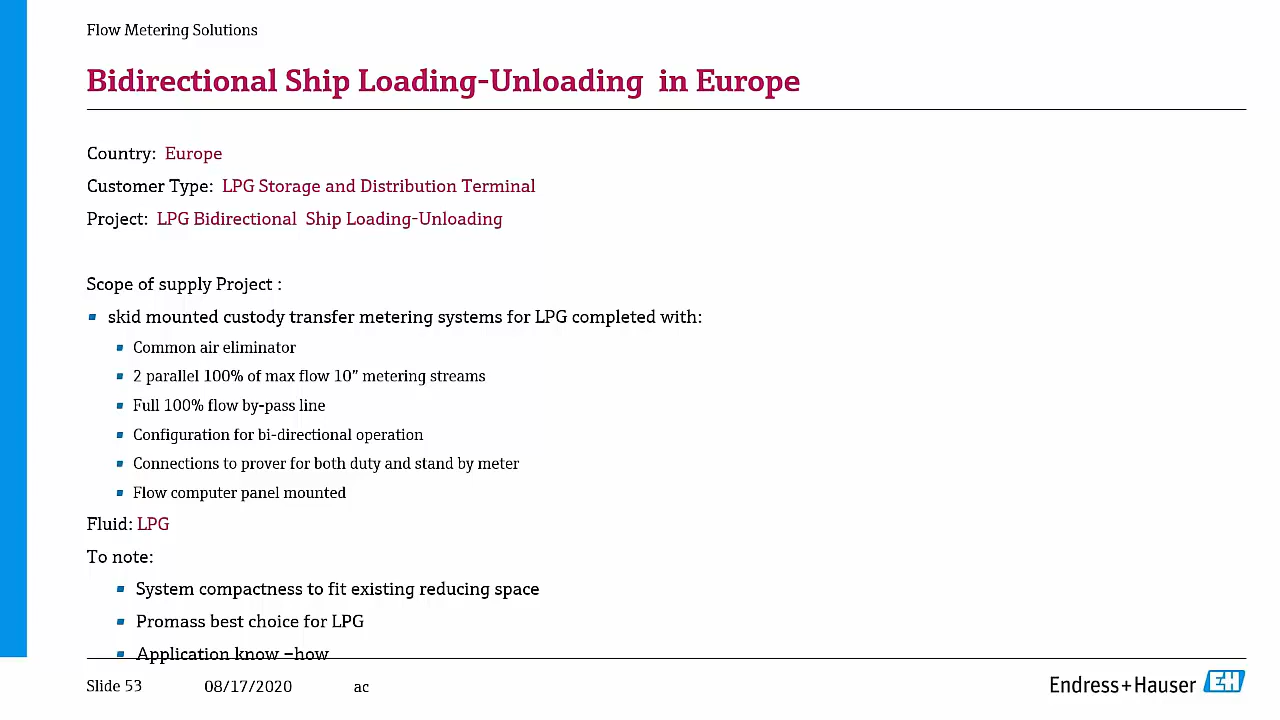 Flow Metering Solutions
Bidirectional Ship Loading-Unloading in Europe
Country: Europe
Customer Type: LPG Storage and Distribution Terminal
Project: LPG Bidirectional Ship Loading-Unloading
Scope of supply Project :
skid mounted custody transfer metering systems for LPG completed with:
Common air eliminator
2 parallel 100% of max flow 10” metering streams
Full 100% flow by-pass line
Configuration for bi-directional operation
Connections to prover for both duty and stand by meter
Flow computer panel mounted
Fluid: LPG
To note:
System compactness to fit existing reducing space
Promass best choice for LPG
Application know –how
Slide 53 08/17/2020 ac
Endress+Hauser EH